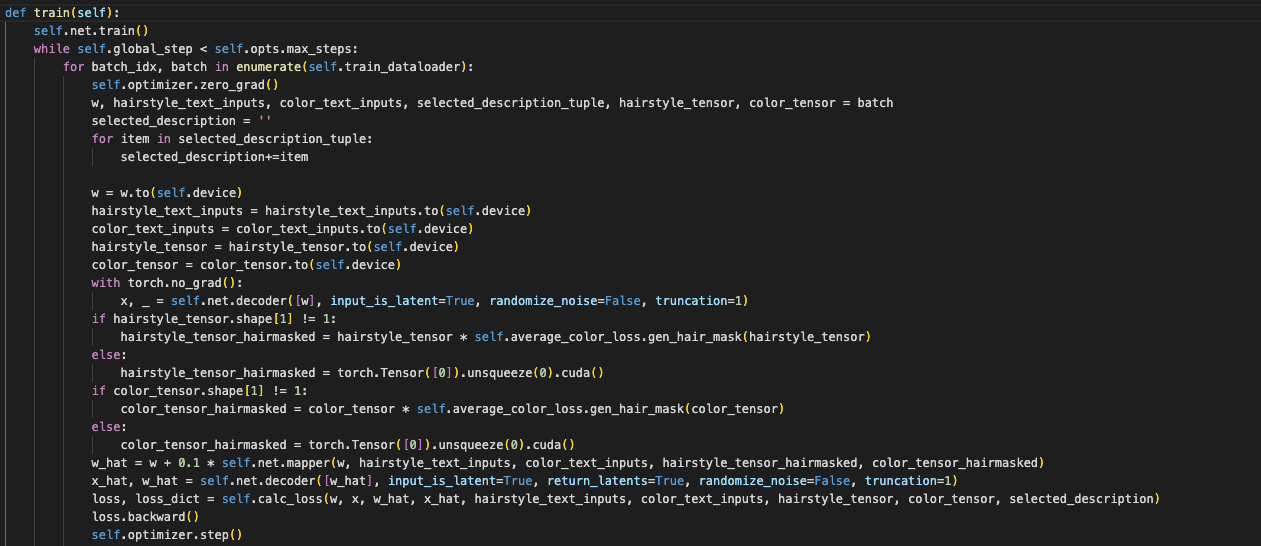 def train(self):
    self.net.train()
    while self.global_step < self.opts.max_steps:
        for batch_idx, batch in enumerate(self.train_dataloader):
            self.optimizer.zero_grad()
            w, hairstyle_text_inputs, color_text_inputs, selected_description_tuple, hairstyle_tensor, color_tensor = batch
            selected_description = ''
            for item in selected_description_tuple:
                selected_description+=item

            w = w.to(self.device)
            hairstyle_text_inputs = hairstyle_text_inputs.to(self.device)
            color_text_inputs = color_text_inputs.to(self.device)
            hairstyle_tensor = hairstyle_tensor.to(self.device)
            color_tensor = color_tensor.to(self.device)
            with torch.no_grad():
                x, _ = self.net.decoder([w], input_is_latent=True, randomize_noise=False, truncation=1)
            if hairstyle_tensor.shape[1] != 1:
                hairstyle_tensor_hairmasked = hairstyle_tensor * self.average_color_loss.gen_hair_mask(hairstyle_tensor)
            else:
                hairstyle_tensor_hairmasked = torch.Tensor([0]).unsqueeze(0).cuda()
            if color_tensor.shape[1] != 1:
                color_tensor_hairmasked = color_tensor * self.average_color_loss.gen_hair_mask(color_tensor)
            else:
                color_tensor_hairmasked = torch.Tensor([0]).unsqueeze(0).cuda()
            w_hat = w + 0.1 * self.net.mapper(w, hairstyle_text_inputs, color_text_inputs, hairstyle_tensor_hairmasked, color_tensor_hairmasked)
            x_hat, w_hat = self.net.decoder([w_hat], input_is_latent=True, return_latents=True, randomize_noise=False, truncation=1)
            loss, loss_dict = self.calc_loss(w, x, w_hat, x_hat, hairstyle_text_inputs, color_text_inputs, hairstyle_tensor, color_tensor, selected_description)
            loss.backward()
            self.optimizer.step()